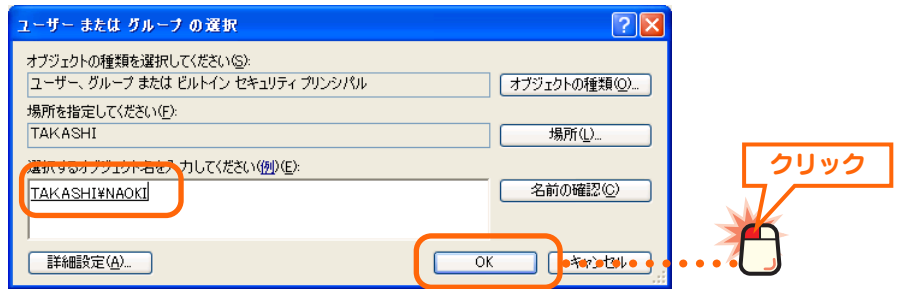 ユーザー または グループ の選択
オブジェクトの種類を選択してください(S):
ユーザー、グループ または ビルトイン セキュリティ プリンシパル
オブジェクトの種類(O)...
場所を指定してください(F):
TAKASHI
場所(L)...
選択するオブジェクト名を入力してください(例)(E):
TAKASHI¥NAOKI
名前の確認(C)
クリック
詳細設定(A)...
OK
キャンセル